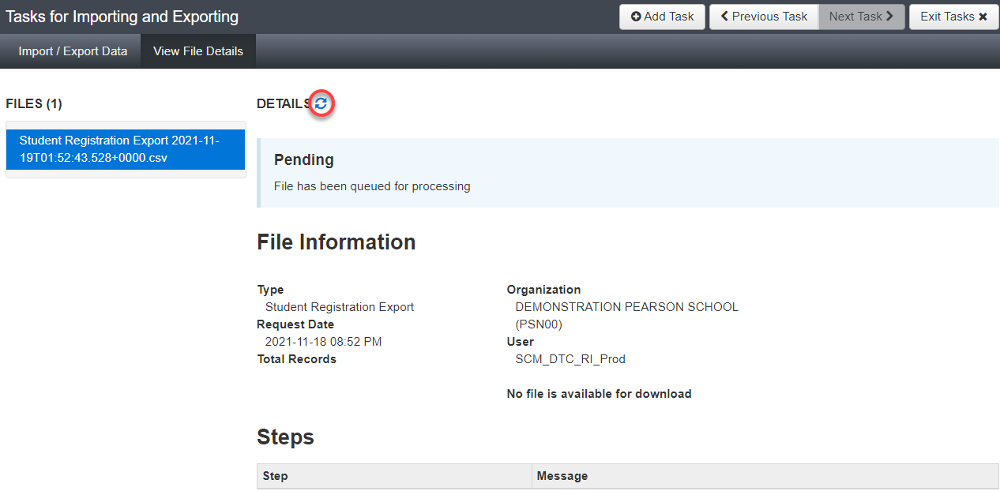 Tasks for Importing and Exporting
Add Task
Previous Task
Next Task
Exit Tasks
Import / Export Data
View File Details
FILES (1)
Student Registration Export 2021-11-
19T01:52:43.528+0000.csv
DETAILS
Pending
File has been queued for processing
File Information
Type
Student Registration Export
Request Date
2021-11-18 08:52 PM
Total Records
Organization
DEMONSTRATION PEARSON SCHOOL
(PSN00)
User
SCM_DTC_RI_Prod
No file is available for download
Steps
Step
Message